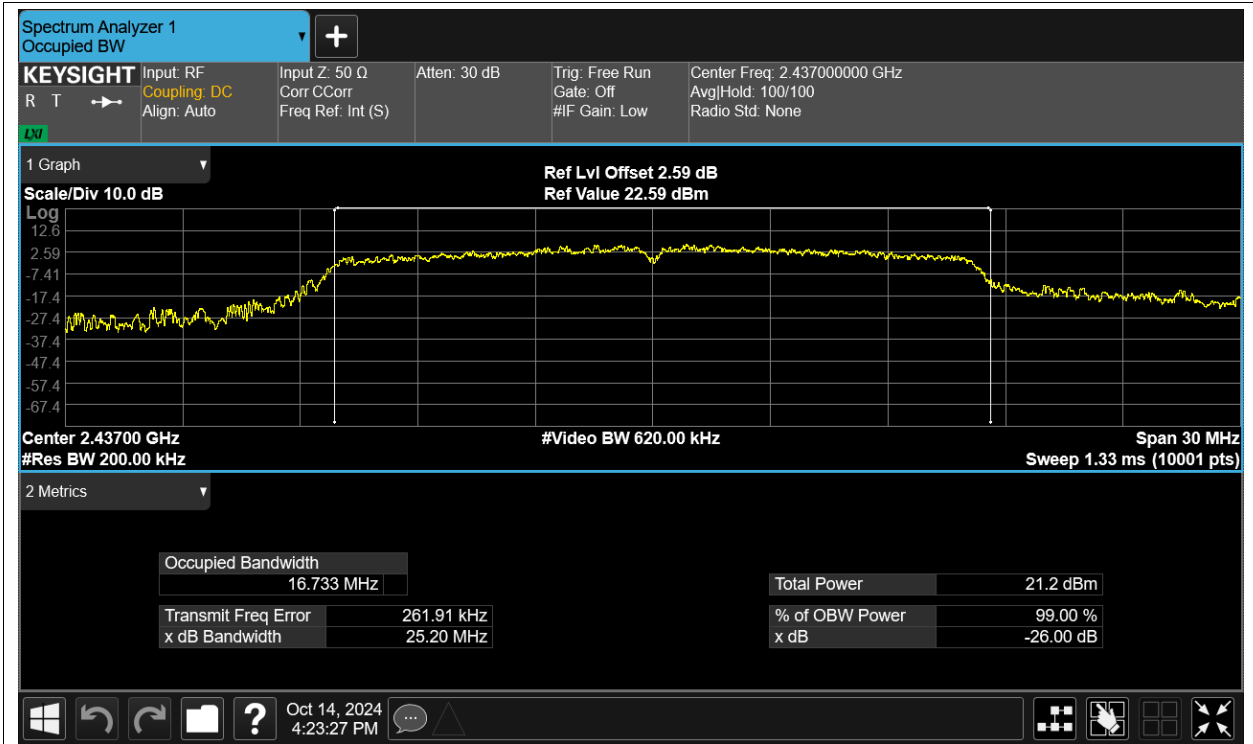 Spectrum Analyzer 1
Occupied BW
KEYSIGHT
R T
LXI
Input: RF
Coupling: DC
Align: Auto
Input Z: 50 Ω
Corr CCorr
Freq Ref: Int (S)
Atten: 30 dB
Trig: Free Run
Gate: Off
#IF Gain: Low
Center Freq: 2.437000000 GHz
Avg|Hold: 100/100
Radio Std: None
1 Graph
Scale/Div 10.0 dB
Ref Lvl Offset 2.59 dB
Ref Value 22.59 dBm
Log
12.6
2.59
-7.41
-17.4
-27.4
-37.4
-47.4
-57.4
-67.4
Center 2.43700 GHz
#Res BW 200.00 kHz
#Video BW 620.00 kHz
Span 30 MHz
Sweep 1.33 ms (10001 pts)
2 Metrics
Occupied Bandwidth
16.733 MHz
Transmit Freq Error 261.91 kHz
x dB Bandwidth 25.20 MHz
Total Power 21.2 dBm
% of OBW Power 99.00 %
x dB -26.00 dB
?
Oct 14, 2024
4:23:27 PM